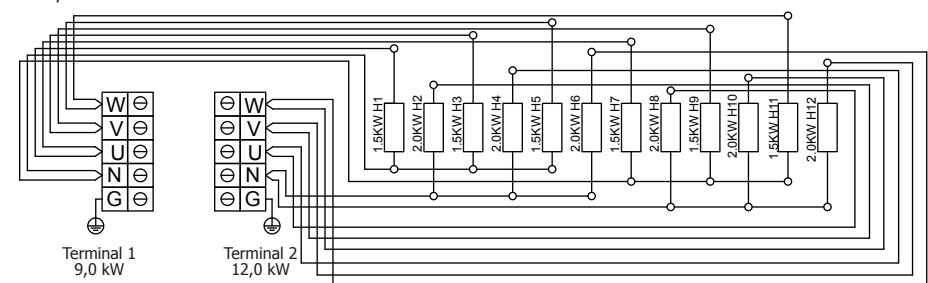 W
V
U
N
G
W
V
U
N
G
Terminal 1
9,0 kW
Terminal 2
12,0 kW
1.5KW H1
2.0KW H2
1.5KW H3
2.0KW H4
1.5KW H5
2.0KW H6
1.5KW H7
2.0KW H8
1.5KW H9
2.0KW H10
1.5KW H11
2.0KW H12